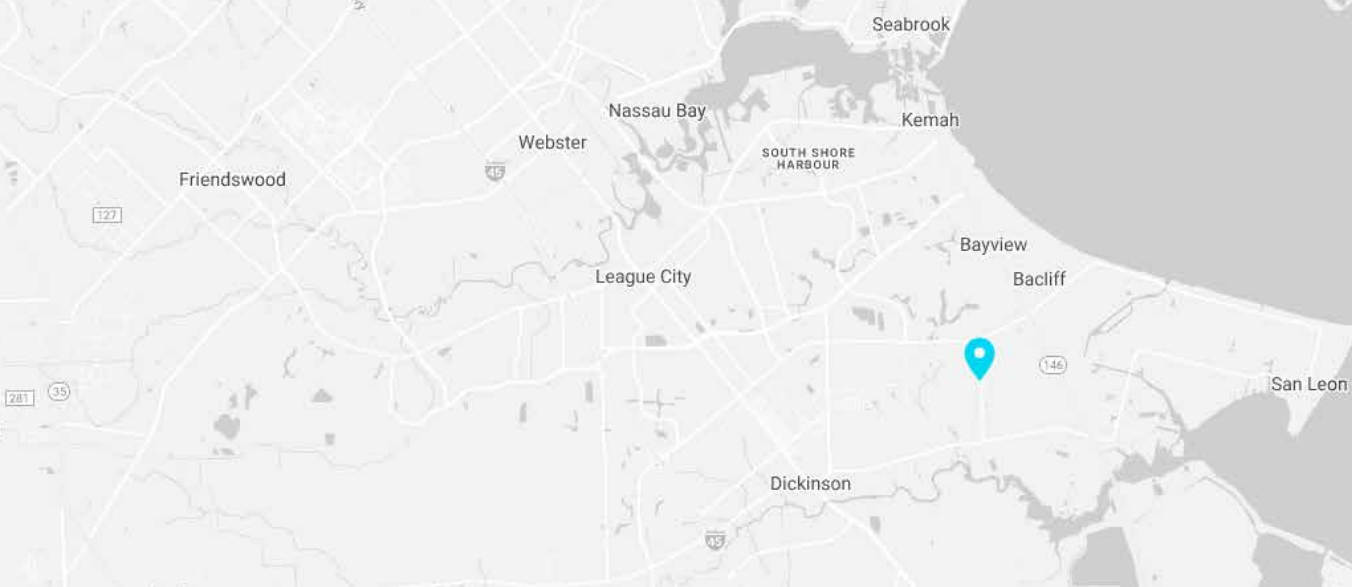 Seabrook
Nassau Bay
Kemah
Webster
SOUTH SHORE
HARBOUR
45
Friendswood
127
Bayview
League City
Bacliff
146
San Leon
281
35
Dickinson
45